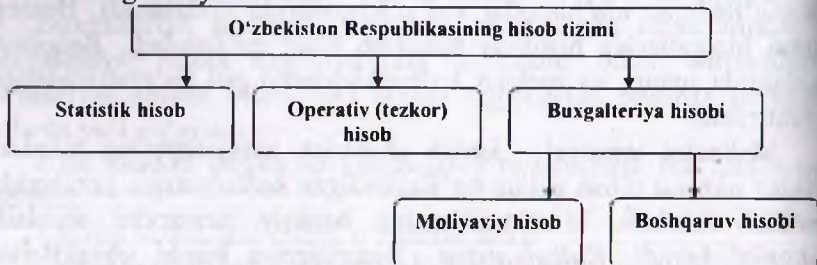 O‘zbekiston Respublikasining hisob tizimi
Statistik hisob
Operativ (tezkor)
hisob
Buxgalteriya hisobi
Moliyaviy hisob
Boshqaruv hisobi